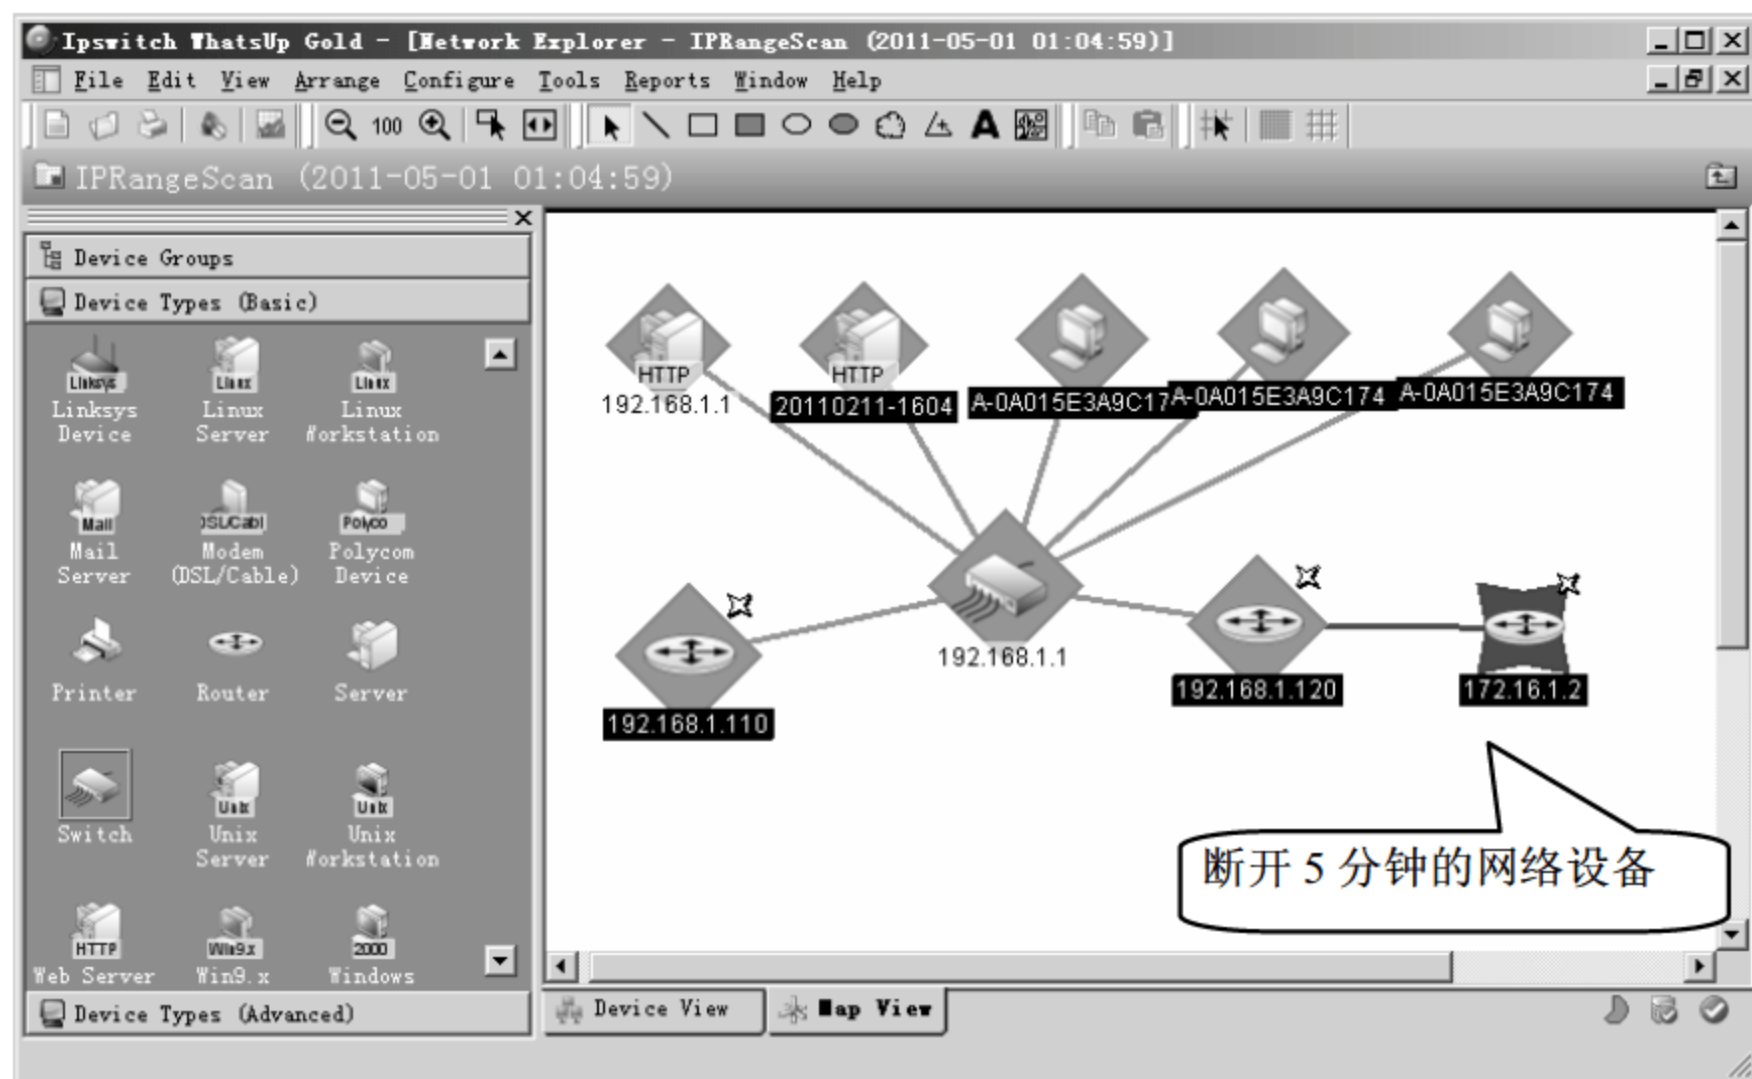 Ipswitch WhatsUp Gold - [Network Explorer - IPRangeScan (2011-05-01 01:04:59)]
File Edit View Arrange Configure Tools Reports Window Help
100
IPRangeScan (2011-05-01 01:04:59)
Device Groups
Device Types (Basic)
Linksys Linux Linux
Linksys Device
Linux Server
Linux Workstation
Mail DSL/Cabl Polyco
Mail Server
Modem (DSL/Cable)
Polycom Device
Printer Router Server
Unix Unix
Switch
Unix Server
Unix Workstation
HTTP Win9.x 2000
Web Server Win9.x Windows
Device Types (Advanced)
HTTP
192.168.1.1
HTTP
20110211-1604
A-0A015E3A9C17
A-0A015E3A9C174
A-0A015E3A9C174
192.168.1.1
192.168.1.110
192.168.1.120
172.16.1.2
断开 5 分钟的网络设备
Device View
Map View